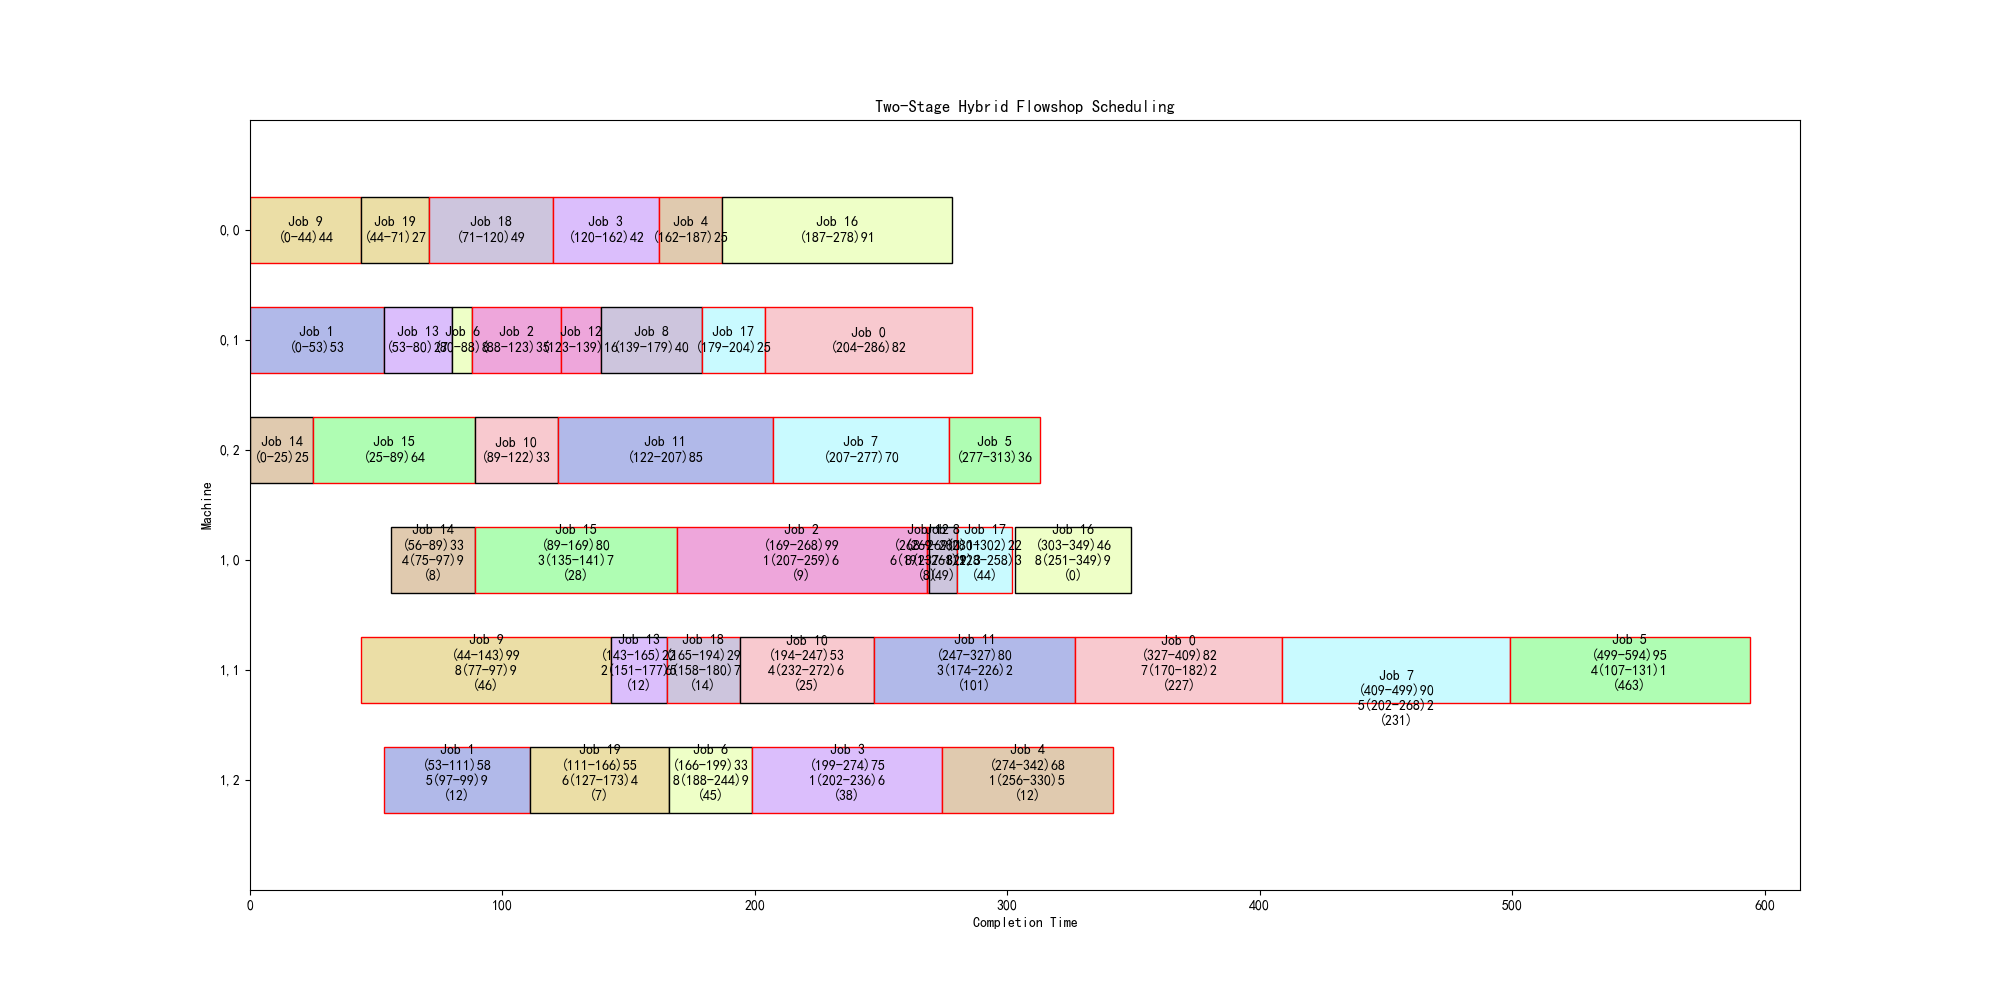 Two-Stage Hybrid Flowshop Scheduling
0,0
Job 9
(0-44)44
Job 19
(44-71)27
Job 18
(71-120)49
Job 3
(120-162)42
Job 4
(162-187)25
Job 16
(187-278)91
0,1
Job 1
(0-53)53
Job 13
(53-80)27
Job 6
Job 2
(88-123)35
Job 12
(123-139)16
Job 8
(139-179)40
Job 17
(179-204)25
Job 0
(204-286)82
0,2
Job 14
(0-25)25
Job 15
(25-89)64
Job 10
(89-122)33
Job 11
(122-207)85
Job 7
(207-277)70
Job 5
(277-313)36
Machine
1,0
Job 14
(56-89)33
4(75-97)9
(8)
Job 15
(89-169)80
3(135-141)7
(28)
Job 2
(169-268)99
1(207-259)6
(9)
(49)
Job 17
(44)
Job 16
(303-349)46
8(251-349)9
(0)
1,1
Job 9
(44-143)99
8(77-97)9
(46)
Job 13
(143-165)22
2(151-177)6
(12)
Job 18
(165-194)29
(158-180)7
(14)
Job 10
(194-247)53
4(232-272)6
(25)
Job 11
(247-327)80
3(174-226)2
(101)
Job 0
(327-409)82
7(170-182)2
(227)
Job 7
(409-499)90
5(202-268)2
(231)
Job 5
(499-594)95
4(107-131)1
(463)
1,2
Job 1
(53-111)58
5(97-99)9
(12)
Job 19
(111-166)55
6(127-173)4
(7)
Job 6
(166-199)33
8(188-244)9
(45)
Job 3
(199-274)75
1(202-236)6
(38)
Job 4
(274-342)68
1(256-330)5
(12)
0
100
200
300
400
500
600
Completion Time